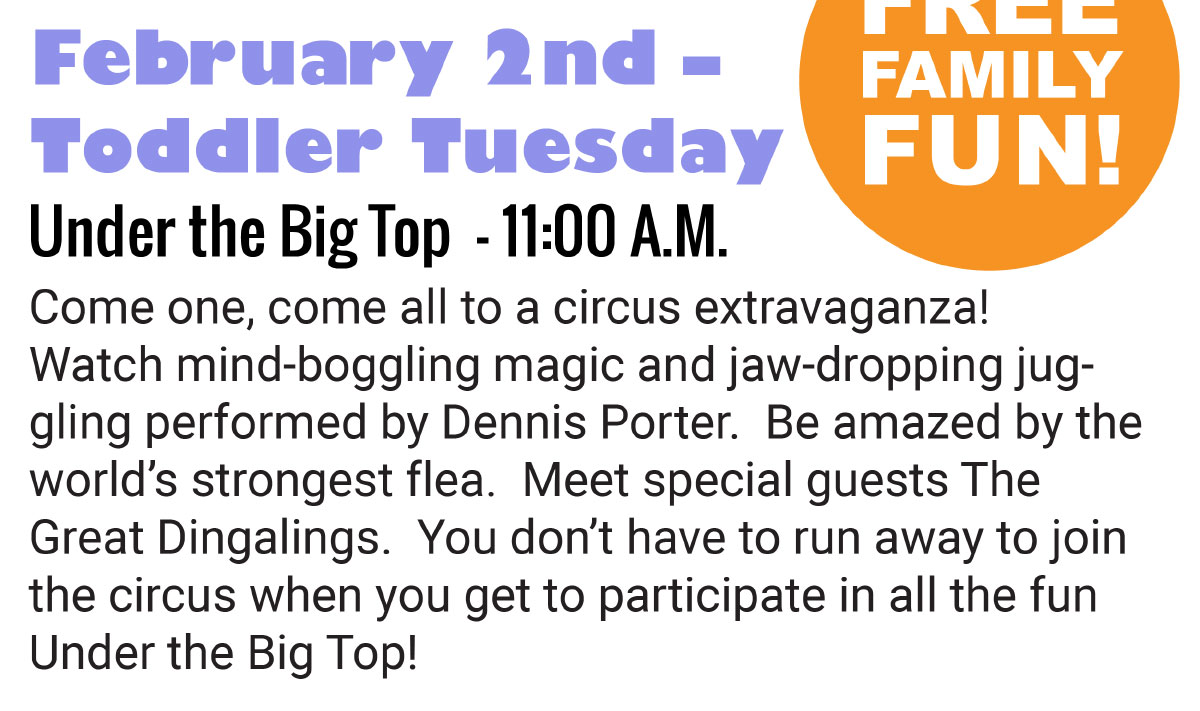 February 2nd –
Toddler Tuesday
FREE
FAMILY
FUN!
Under the Big Top - 11:00 A.M.
Come one, come all to a circus extravaganza!
Watch mind-boggling magic and jaw-dropping jug-
gling performed by Dennis Porter.  Be amazed by the
world’s strongest flea.  Meet special guests The
Great Dingalings.  You don’t have to run away to join
the circus when you get to participate in all the fun
Under the Big Top!